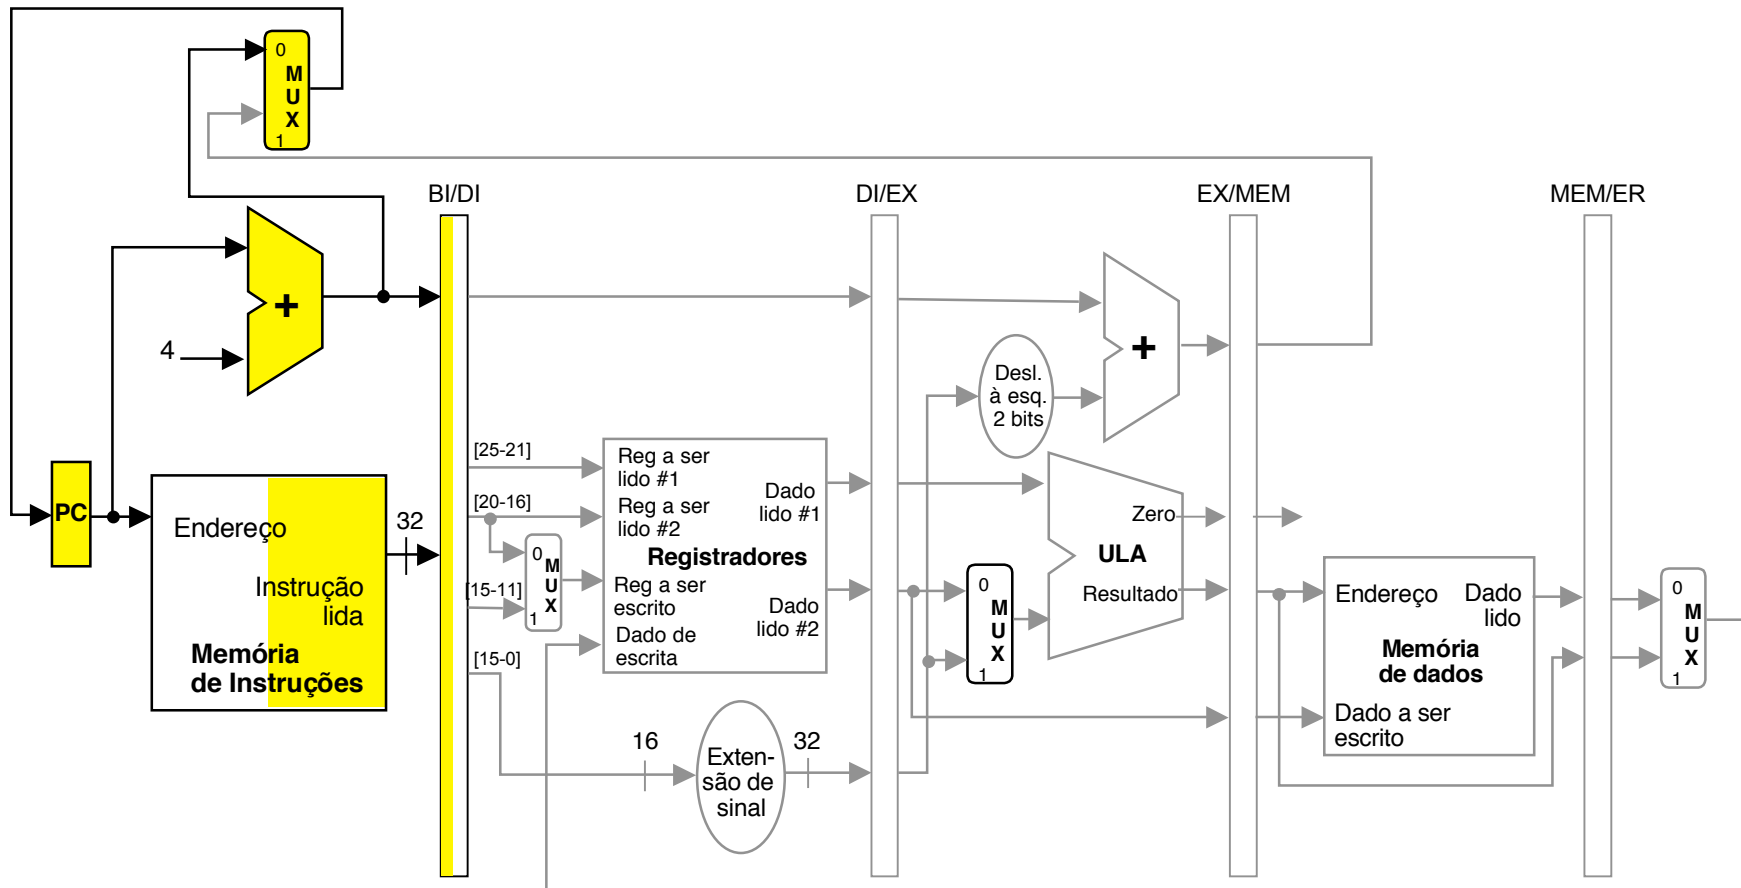 0
M
U
X
1
BI/DI
DI/EX
EX/MEM
MEM/ER
+
4
+
Desl.
à esq.
2 bits
[25-21]
[20-16]
[15-11]
[15-0]
PC
Endereço
Instrução
lida
Memória
de Instruções
32
0
M
U
X
1
Reg a ser
lido #1
Reg a ser
lido #2
Registradores
Reg a ser
escrito
Dado de
escrita
Dado
lido #1
Dado
lido #2
16
Exten-
são de
sinal
32
0
M
U
X
1
Zero
ULA
Resultado
Endereço
Dado
lido
Memória
de dados
Dado a ser
escrito
0
M
U
X
1